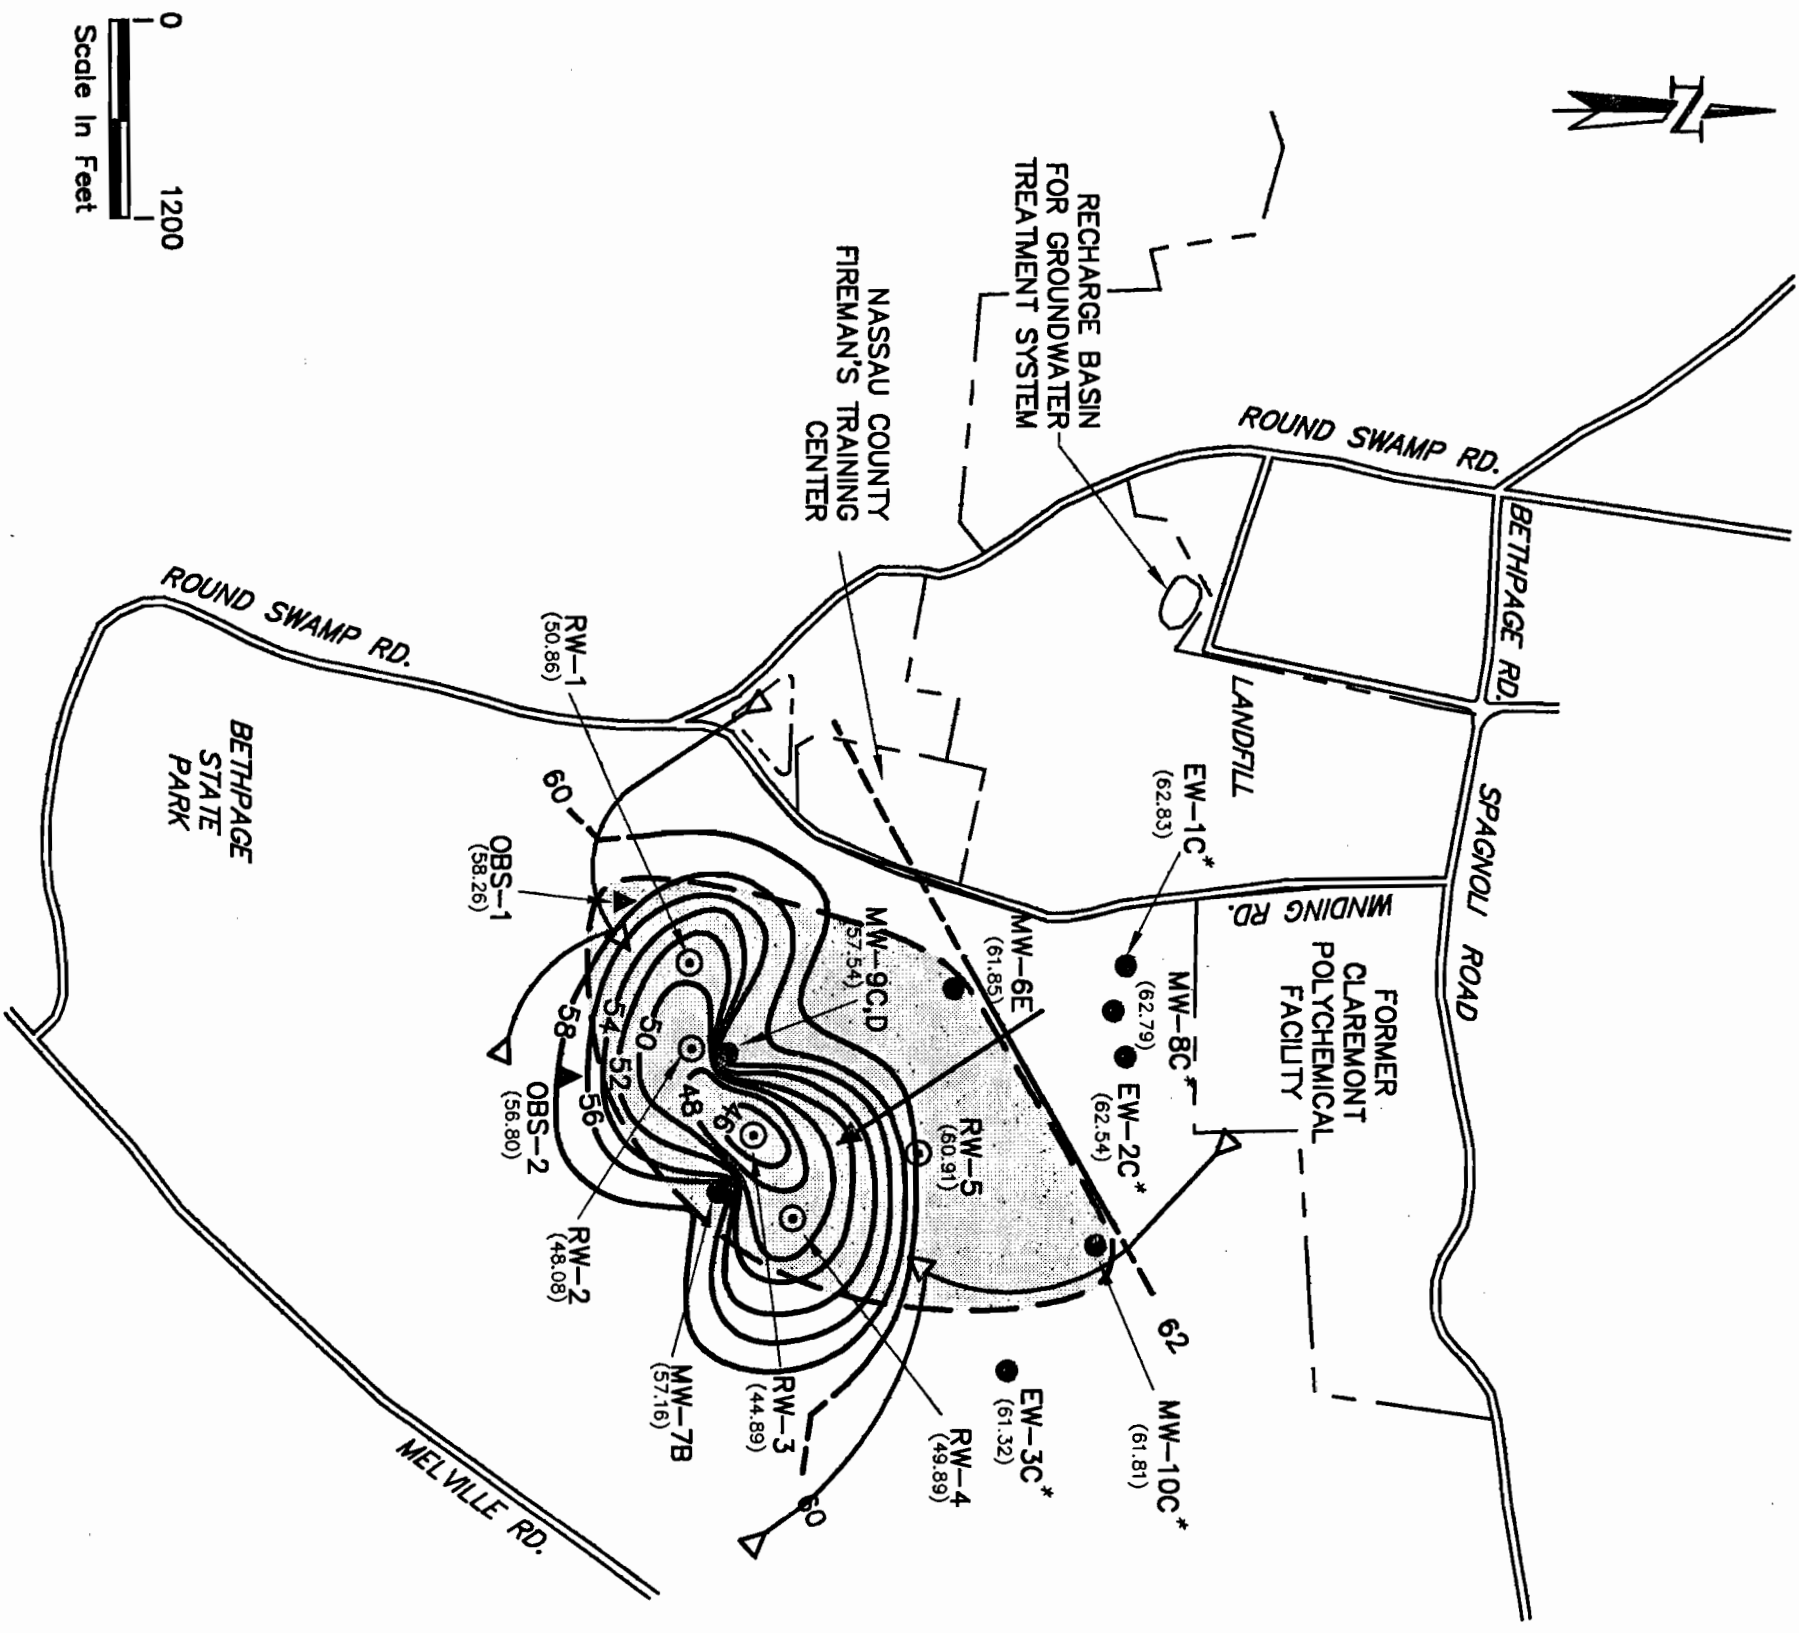 N
0
1200
Scale In Feet
RECHARGE BASIN
FOR GROUNDWATER
TREATMENT SYSTEM
NASSAU COUNTY
FIREMAN'S TRAINING
CENTER
ROUND SWAMP RD.
BETHPAGE RD.
LANDFILL
SPAGNOLI ROAD
WINDING RD.
FORMER
CLAREMONT
POLYCHEMICAL
FACILITY
EW-1C*
(62.83)
MW-8C*
(62.79)
EW-2C*
(62.54)
MW-6E
(61.85)
MW-9C,D
(57.54)
RW-5
(60.91)
62
MW-10C*
(61.81)
EW-3C*
(61.32)
RW-4
(49.89)
RW-3
(44.89)
MW-7B
(57.16)
60
ROUND SWAMP RD.
RW-1
(50.86)
60
OBS-1
(58.26)
58
54
50
52
56
48
46
OBS-2
(56.80)
RW-2
(48.08)
BETHPAGE
STATE
PARK
MELVILLE RD.